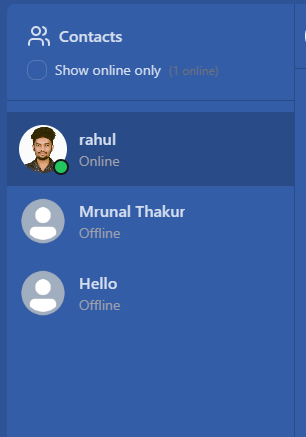 Contacts
Show online only (1 online)
rahul
Online
Mrunal Thakur
Offline
Hello
Offline